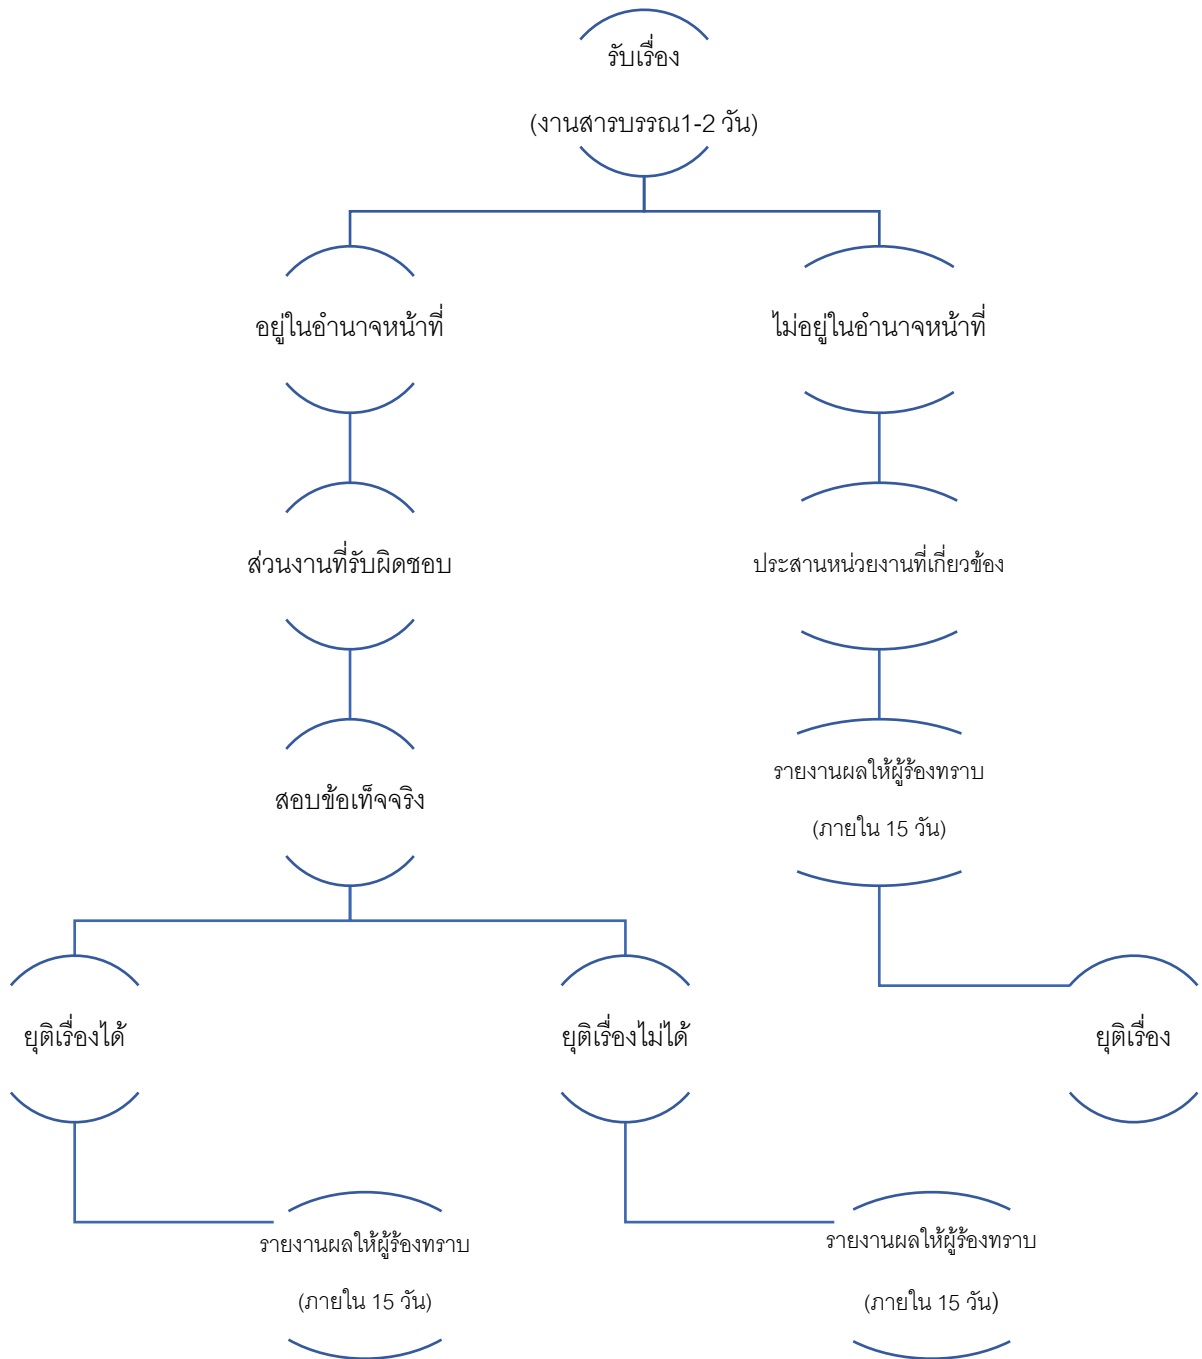 รับเรื่อง
(งานสารบรรณ1-2 วัน)
อยู่ในอำนาจหน้าที่
ไม่อยู่ในอำนาจหน้าที่
ส่วนงานที่รับผิดชอบ
ประสานหน่วยงานที่เกี่ยวข้อง
สอบข้อเท็จจริง
รายงานผลให้ผู้ร้องทราบ
(ภายใน 15 วัน)
ยุติเรื่องได้
ยุติเรื่องไม่ได้
ยุติเรื่อง
รายงานผลให้ผู้ร้องทราบ
(ภายใน 15 วัน)
รายงานผลให้ผู้ร้องทราบ
(ภายใน 15 วัน)